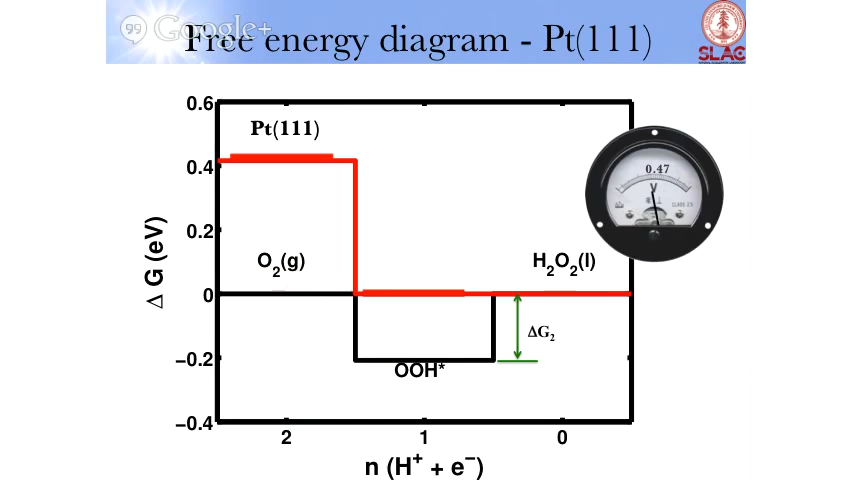 Google+
Free energy diagram - Pt(111)
SLAC
0.6
Pt(111)
0.4
0.47
V
0.2
O2(g)
H2O2(l)
Δ G (eV)
0
ΔG2
−0.2
OOH*
−0.4
2 1 0
n (H+ + e−)